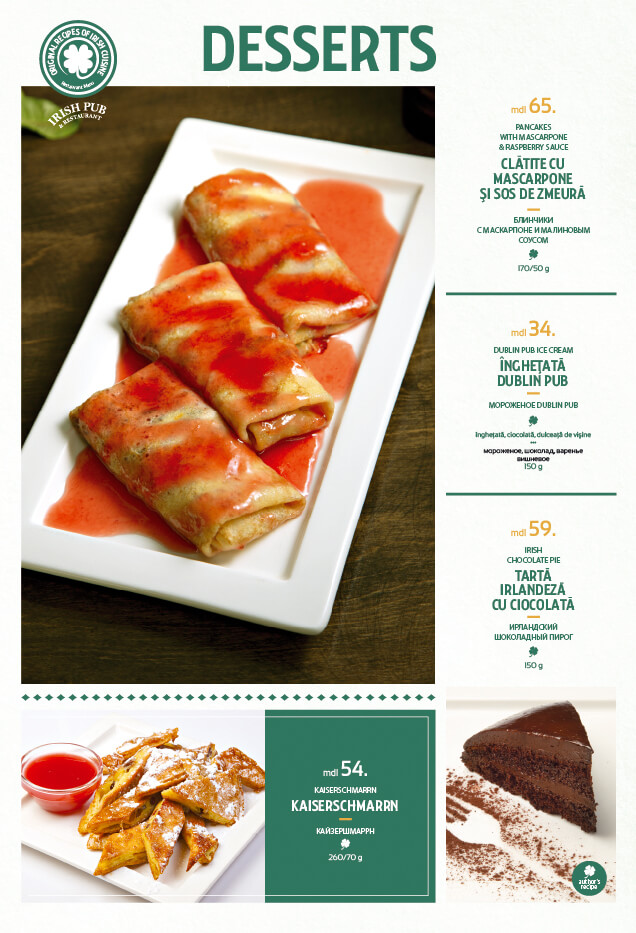 DESSERTS
ORIGINAL RECIPES OF IRISH CUISINE
Restaurant Menu
IRISH PUB
& RESTAURANT
mdl 65.
PANCAKES
WITH MASCARPONE
& RASPBERRY SAUCE
CLĂTITE CU
MASCARPONE
ȘI SOS DE ZMEURĂ
БЛИНЧИКИ
С МАСКАРПОНЕ И МАЛИНОВЫМ
СОУСОМ
170/50 g
mdl 34.
DUBLIN PUB ICE CREAM
ÎNGHEȚATĂ
DUBLIN PUB
МОРОЖЕНОЕ DUBLIN PUB
înghețată, ciocolată, dulceață de vișine
***
мороженое, шоколад, варенье
вишневое
150 g
mdl 59.
IRISH
CHOCOLATE PIE
TARTĂ
IRLANDEZĂ
CU CIOCOLATĂ
ИРЛАНДСКИЙ
ШОКОЛАДНЫЙ ПИРОГ
150 g
mdl 54.
KAISERSCHMARRN
KAISERSCHMARRN
КАЙЗЕРШМАРРН
260/70 g
author's
recipe